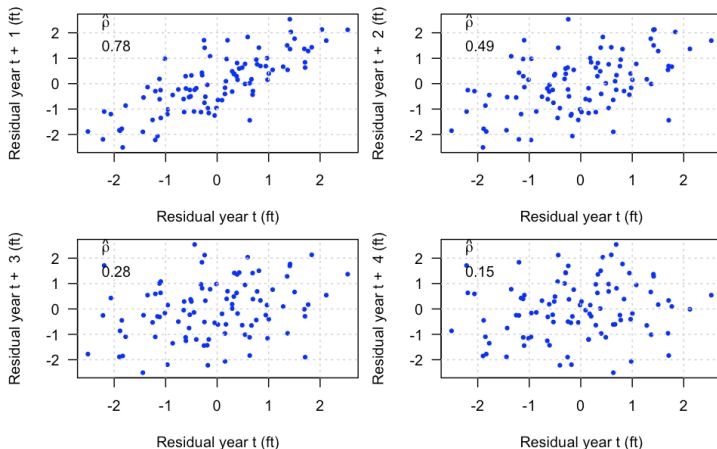 Residual year t + 1 (ft)
2
1
0
-1
-2
ρ̂
0.78
-2 -1 0 1 2
Residual year t (ft)
Residual year t + 2 (ft)
2
1
0
-1
-2
ρ̂
0.49
-2 -1 0 1 2
Residual year t (ft)
Residual year t + 3 (ft)
2
1
0
-1
-2
ρ̂
0.28
-2 -1 0 1 2
Residual year t (ft)
Residual year t + 4 (ft)
2
1
0
-1
-2
ρ̂
0.15
-2 -1 0 1 2
Residual year t (ft)